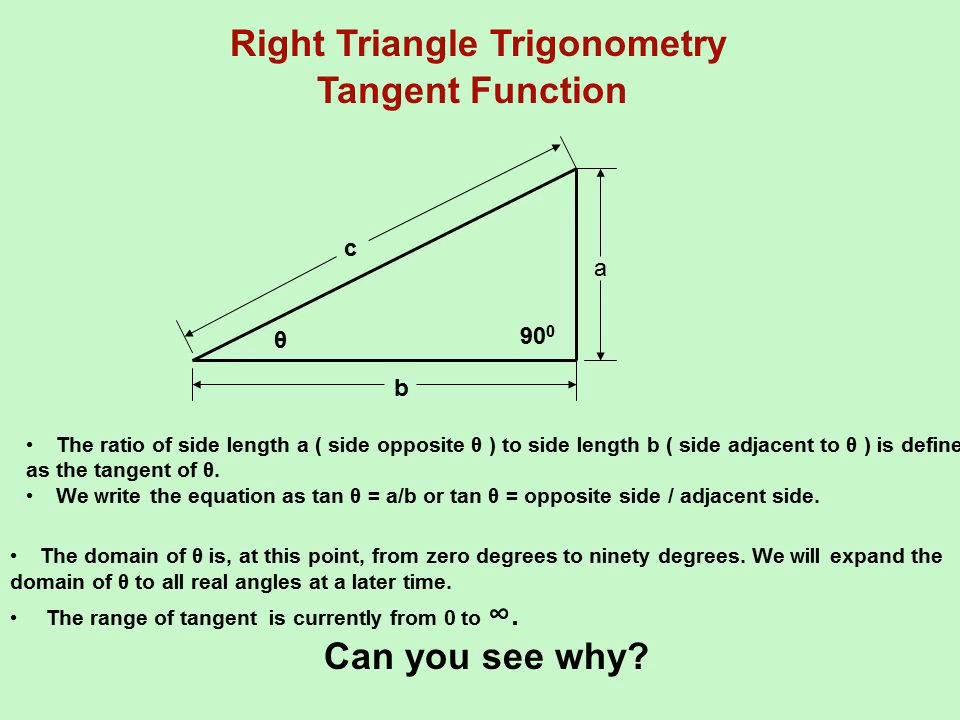 Right Triangle Trigonometry
Tangent Function
c
a
θ
90⁰
b
• The ratio of side length a ( side opposite θ ) to side length b ( side adjacent to θ ) is define
as the tangent of θ.
• We write the equation as tan θ = a/b or tan θ = opposite side / adjacent side.
• The domain of θ is, at this point, from zero degrees to ninety degrees. We will expand the
domain of θ to all real angles at a later time.
• The range of tangent is currently from 0 to ∞.
Can you see why?